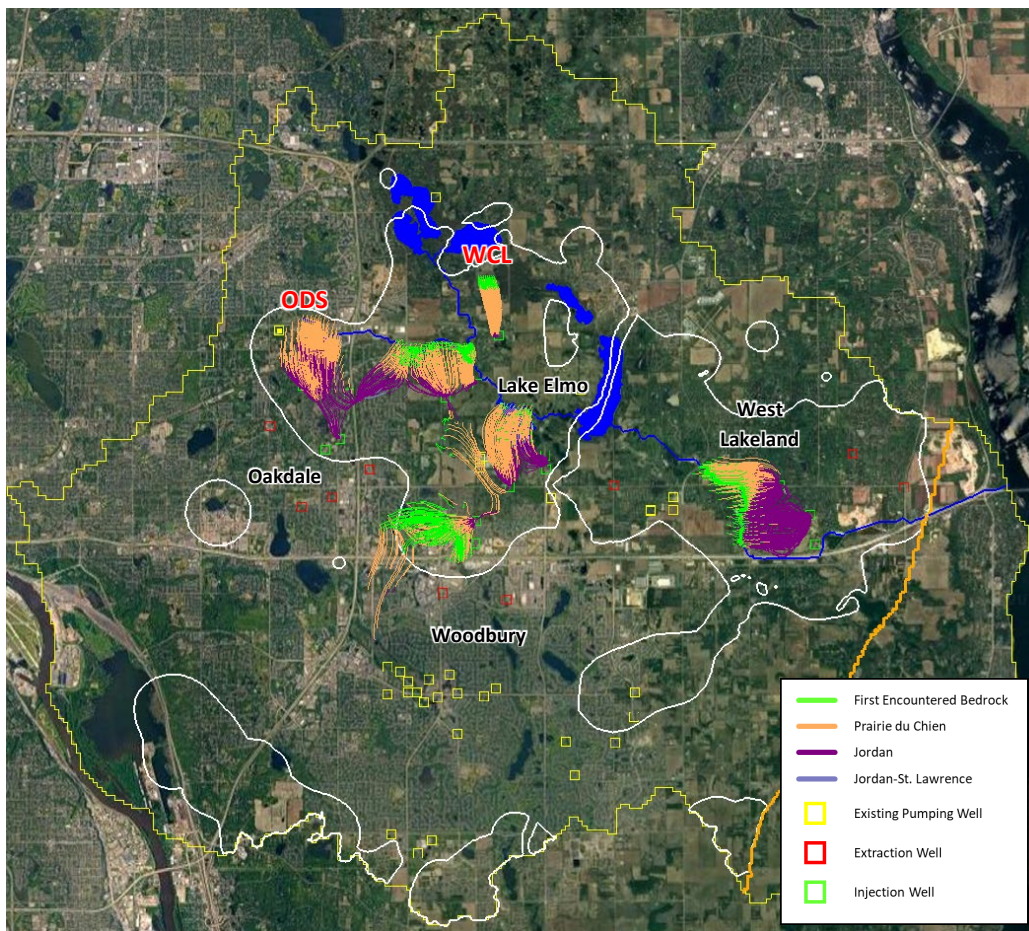 WCL
ODS
Lake Elmo
West
Lakeland
Oakdale
Woodbury
First Encountered Bedrock
Prairie du Chien
Jordan
Jordan-St. Lawrence
Existing Pumping Well
Extraction Well
Injection Well